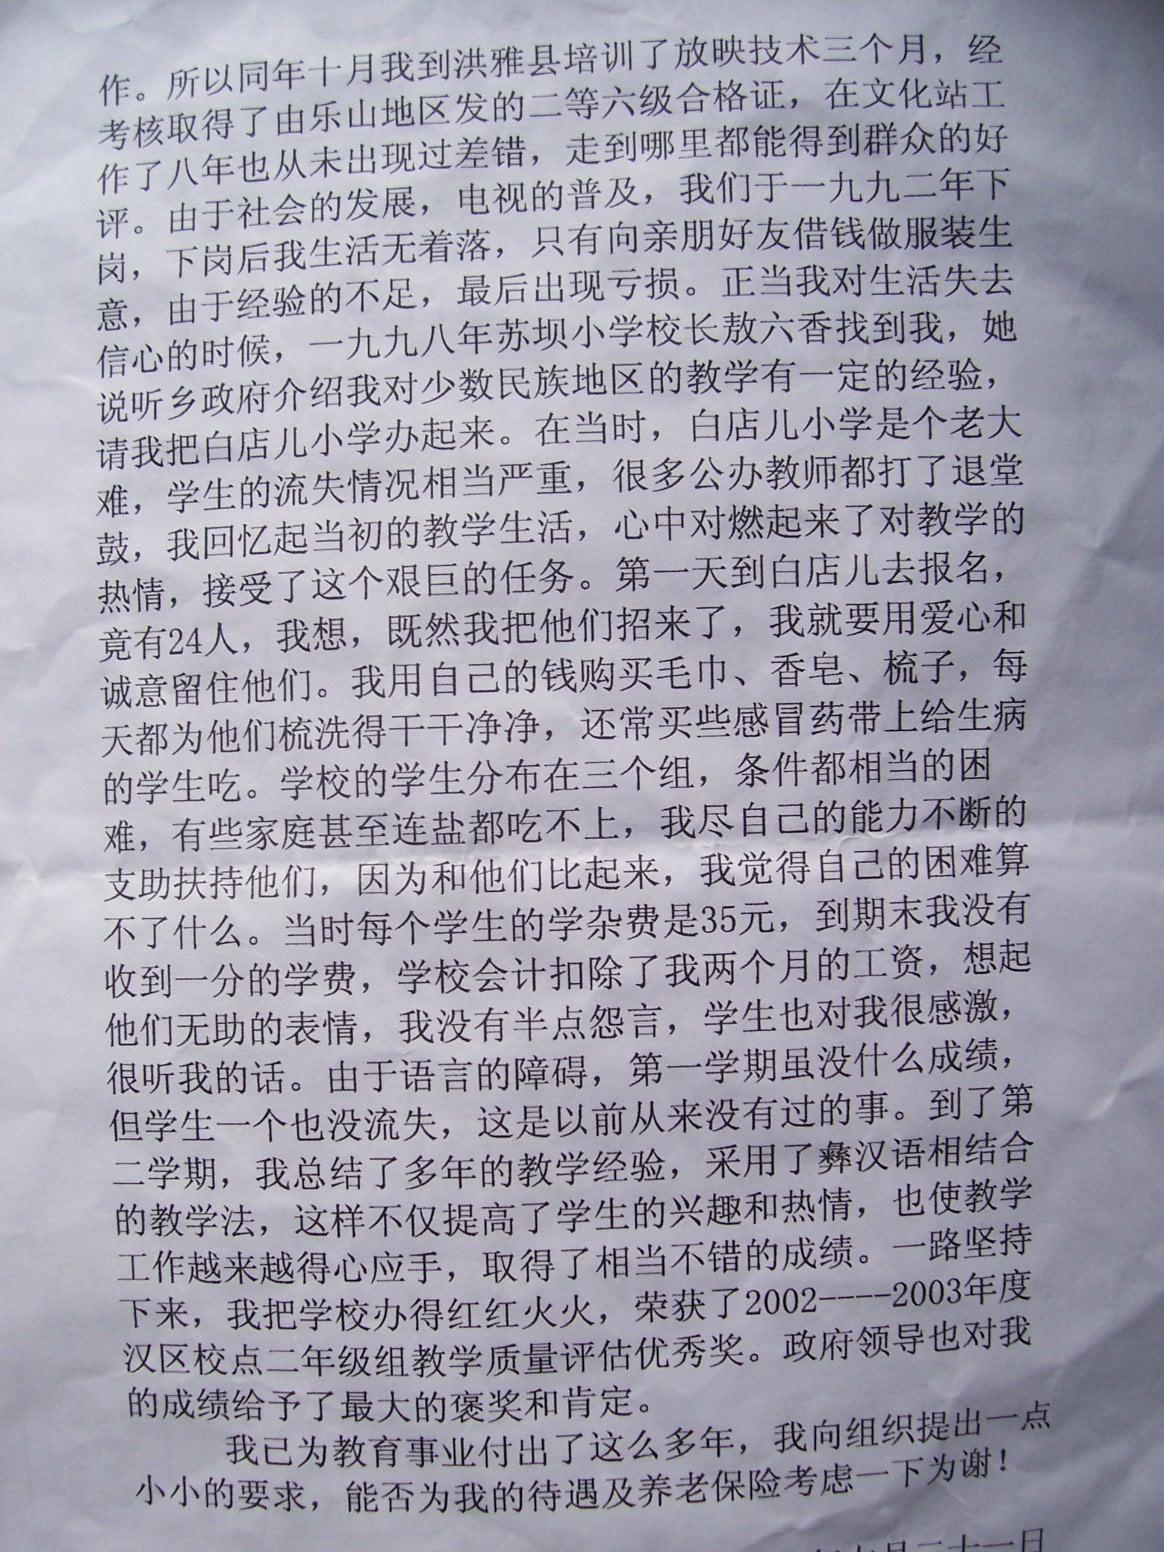 作。所以同年十月我到洪雅县培训了放映技术三个月，经
考核取得了由乐山地区发的二等六级合格证，在文化站工
作了八年也从未出现过差错，走到哪里都能得到群众的好
评。由于社会的发展，电视的普及，我们于一九九二年下
岗，下岗后我生活无着落，只有向亲朋好友借钱做服装生
意，由于经验的不足，最后出现亏损。正当我对生活失去
信心的时候，一九九八年苏坝小学校长敖六香找到我，她
说听乡政府介绍我对少数民族地区的教学有一定的经验，
请我把白店儿小学办起来。在当时，白店儿小学是个老大
难，学生的流失情况相当严重，很多公办教师都打了退堂
鼓，我回忆起当初的教学生活，心中对燃起来了对教学的
热情，接受了这个艰巨的任务。第一天到白店儿去报名，
竟有24人，我想，既然我把他们招来了，我就要用爱心和
诚意留住他们。我用自己的钱购买毛巾、香皂、梳子，每
天都为他们梳洗得干干净净，还常买些感冒药带上给生病
的学生吃。学校的学生分布在三个组，条件都相当的困
难，有些家庭甚至连盐都吃不上，我尽自己的能力不断的
支助扶持他们，因为和他们比起来，我觉得自己的困难算
不了什么。当时每个学生的学杂费是35元，到期末我没有
收到一分的学费，学校会计扣除了我两个月的工资，想起
他们无助的表情，我没有半点怨言，学生也对我很感激，
很听我的话。由于语言的障碍，第一学期虽没什么成绩，
但学生一个也没流失，这是以前从来没有过的事。到了第
二学期，我总结了多年的教学经验，采用了彝汉语相结合
的教学法，这样不仅提高了学生的兴趣和热情，也使教学
工作越来越得心应手，取得了相当不错的成绩。一路坚持
下来，我把学校办得红红火火，荣获了2002----2003年度
汉区校点二年级组教学质量评估优秀奖。政府领导也对我
的成绩给予了最大的褒奖和肯定。
我已为教育事业付出了这么多年，我向组织提出一点
小小的要求，能否为我的待遇及养老保险考虑一下为谢！
月二十一日